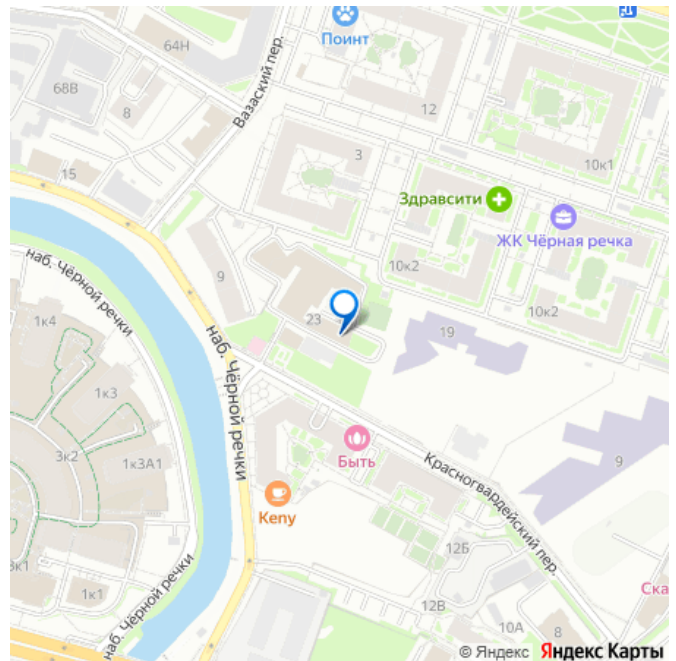 64Н
Поинт
68В
Вазаский пер.
8
12
3
15
10к1
Здравсити
ЖК Чёрная речка
наб. Чёрной речки
9
10к2
10к2
1к4
23
19
наб. Чёрной речки
1к3
3к2
1к3А1
Быть
Красногвардейский пер.
9
Keny
12Б
3к1
1к1
наб. Чёрной речки
12В
Ска
10А
8
© Яндекс Яндекс Карты